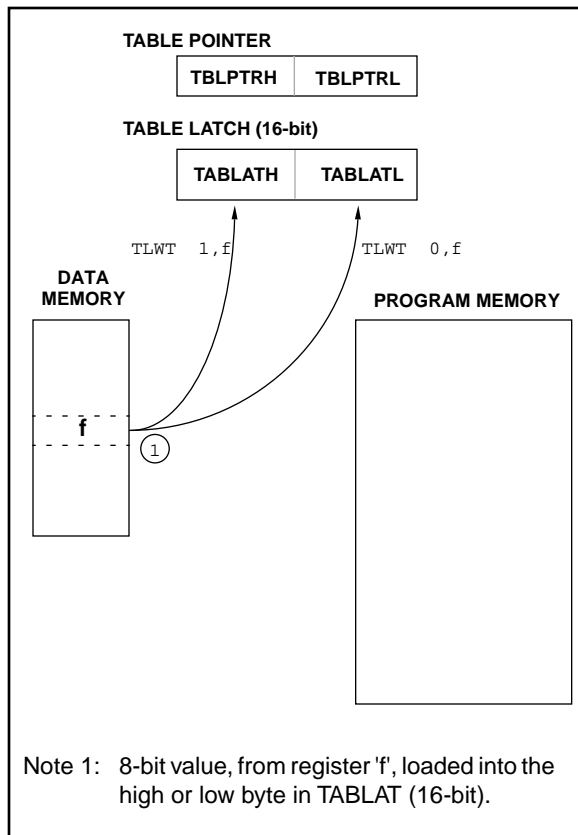 TABLE POINTER
TBLPTRH TBLPTRL
TABLE LATCH (16-bit)
TABLATH TABLATL
TLWT 1,f TLWT 0,f
DATA
MEMORY
PROGRAM MEMORY
f
1
Note 1: 8-bit value, from register 'f', loaded into the
high or low byte in TABLAT (16-bit).